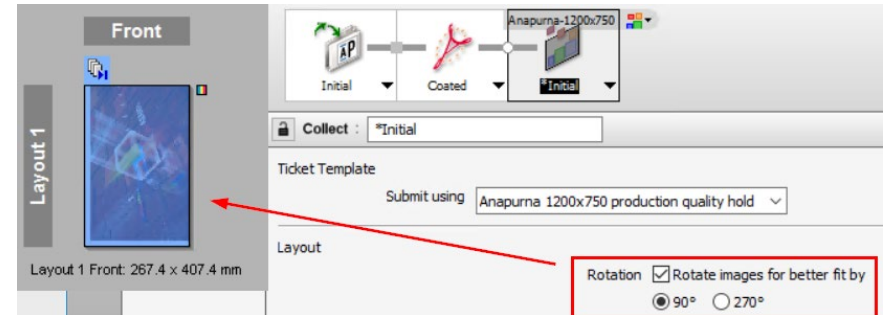 Front
Layout 1
Layout 1 Front: 267.4 x 407.4 mm
Anapurna-1200x750
AP
Initial
Coated
*Initial
Collect : *Initial
Ticket Template
Submit using Anapurna 1200x750 production quality hold
Layout
Rotation Rotate images for better fit by
90° 270°